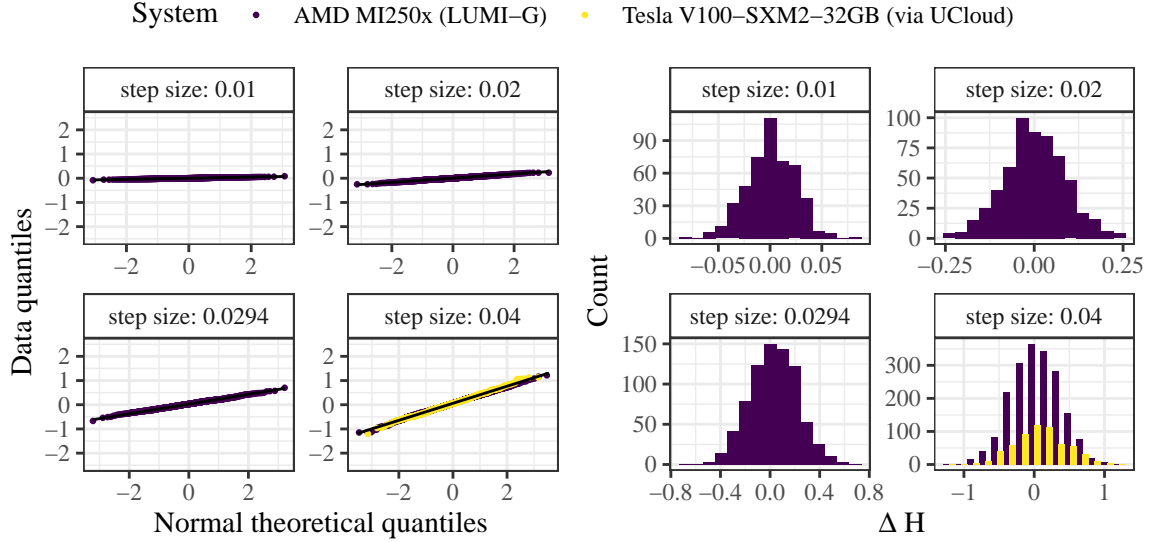 System AMD MI250x (LUMI−G) Tesla V100−SXM2−32GB (via UCloud)
Data quantiles
step size: 0.01
2
1
0
−1
−2
−2 0 2
step size: 0.02
2
1
0
−1
−2
−2 0 2
step size: 0.0294
2
1
0
−1
−2
−2 0 2
step size: 0.04
2
1
0
−1
−2
−2 0 2
Normal theoretical quantiles
Count
step size: 0.01
90
60
30
0
−0.05 0.00 0.05
step size: 0.02
100
75
50
25
0
−0.25 0.00 0.25
step size: 0.0294
150
100
50
0
−0.8 −0.4 0.0 0.4 0.8
step size: 0.04
300
200
100
0
−1 0 1
Δ H